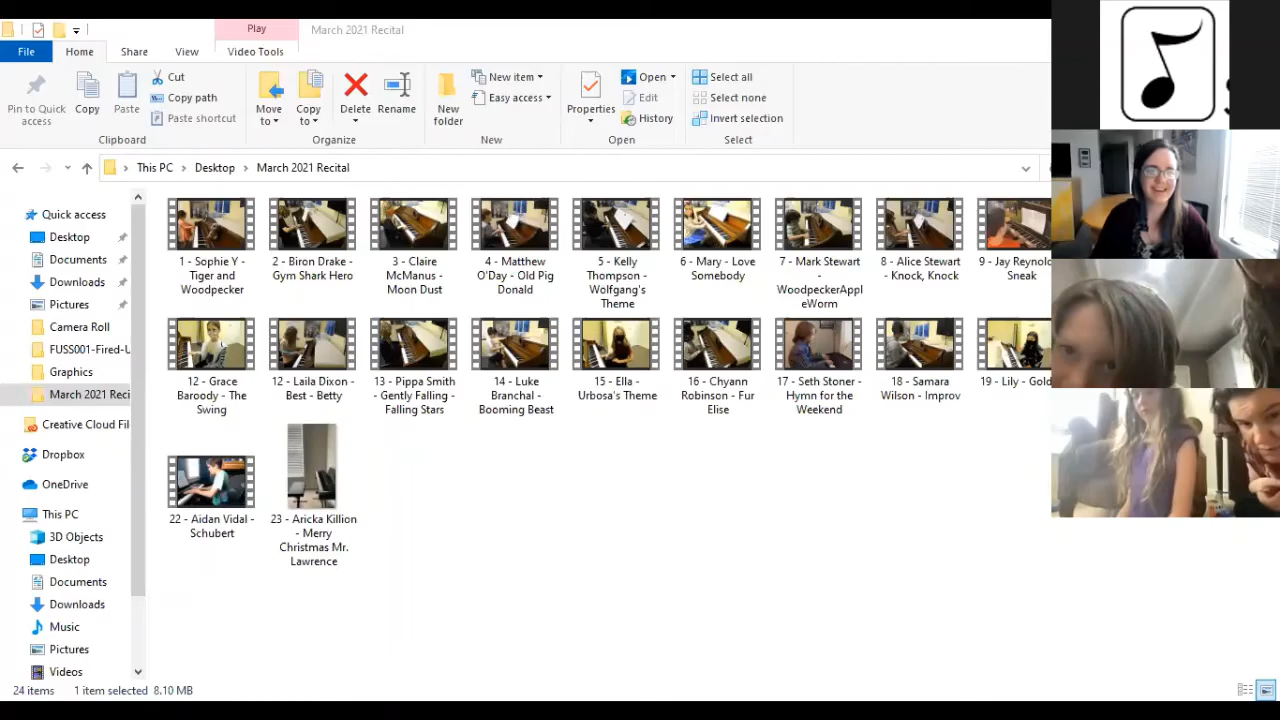 Play
March 2021 Recital
File
Home
Share
View
Video Tools
Pin to Quick
access
Copy
Paste
Cut
Copy path
Paste shortcut
Clipboard
Move
to
Copy
to
Delete
Rename
Organize
New
folder
New item
Easy access
New
Properties
Open
Edit
History
Open
Select all
Select none
Invert selection
Select
This PC
Desktop
March 2021 Recital
Quick access
Desktop
Documents
Downloads
Pictures
Camera Roll
FUSS001-Fired-U
Graphics
March 2021 Reci
Creative Cloud Fil
Dropbox
OneDrive
This PC
3D Objects
Desktop
Documents
Downloads
Music
Pictures
Videos
1 - Sophie Y -
Tiger and
Woodpecker
2 - Biron Drake -
Gym Shark Hero
3 - Claire
McManus -
Moon Dust
4 - Matthew
O'Day - Old Pig
Donald
5 - Kelly
Thompson -
Wolfgang's
Theme
6 - Mary - Love
Somebody
7 - Mark Stewart
-
WoodpeckerAppl
eWorm
8 - Alice Stewart
- Knock, Knock
9 - Jay Reynol
Sneak
12 - Grace
Baroody - The
Swing
12 - Laila Dixon -
Best - Betty
13 - Pippa Smith
- Gently Falling -
Falling Stars
14 - Luke
Branchal -
Booming Beast
15 - Ella -
Urbosa's Theme
16 - Chyann
Robinson - Fur
Elise
17 - Seth Stoner -
Hymn for the
Weekend
18 - Samara
Wilson - Improv
19 - Lily - Gold
22 - Aidan Vidal -
Schubert
23 - Aricka Killion
- Merry
Christmas Mr.
Lawrence
24 items
1 item selected 8.10 MB